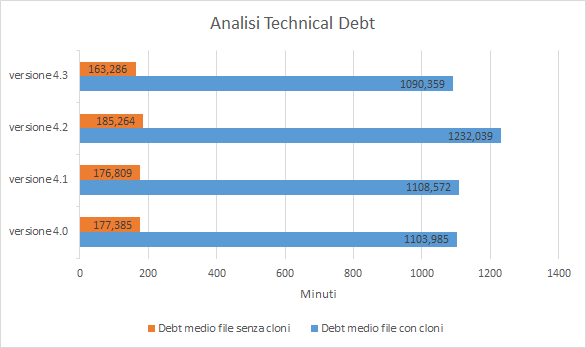 Analisi Technical Debt
versione 4.3
163,286
1090,359
versione 4.2
185,264
1232,039
versione 4.1
176,809
1108,572
versione 4.0
177,385
1103,985
0 200 400 600 800 1000 1200 1400
Minuti
Debt medio file senza cloni Debt medio file con cloni